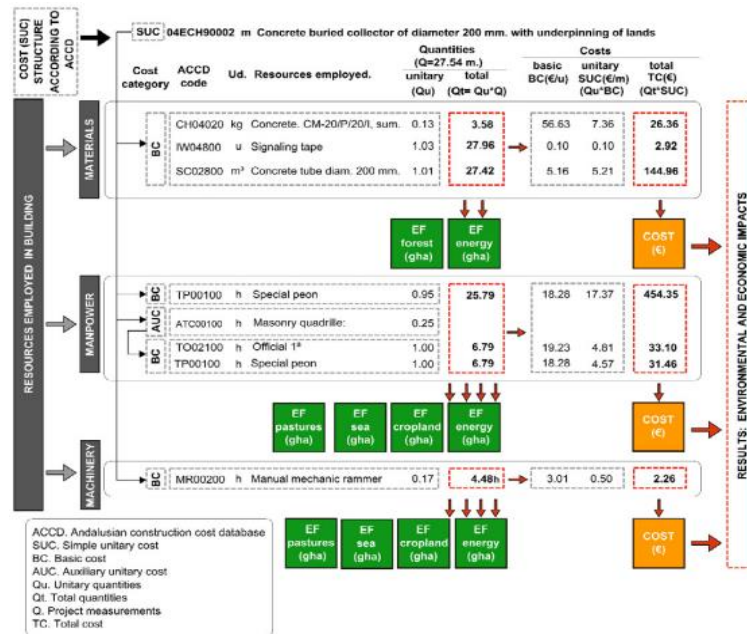 COST (SUC) STRUCTURE ACCORDING TO ACCD
SUC 04ECH90002 m Concrete buried collector of diameter 200 mm. with underpinning of lands
Quantities Costs
(Q=27.54 m.)
Cost category ACCD code Ud. Resources employed. unitary (Qu) total (Qt= Qu*Q) basic BC(€/u) unitary SUC(€/m) (Qu*BC) total TC(€) (Qt*SUC)
RESOURCES EMPLOYED IN BUILDING
MATERIALS
BC
CH04020 kg Concrete. CM-20/P/20/I, sum. 0.13 3.58 56.63 7.36 26.36
IW04800 u Signaling tape 1.03 27.96 0.10 0.10 2.92
SC02800 m³ Concrete tube diam. 200 mm. 1.01 27.42 5.16 5.21 144.96
EF forest (gha)
EF energy (gha)
COST (€)
MANPOWER
BC TP00100 h Special peon 0.95 25.79 18.28 17.37 454.35
AUC ATC00100 h Masonry quadrille: 0.25
BC TO02100 h Official 1ª 1.00 6.79 19.23 4.81 33.10
TP00100 h Special peon 1.00 6.79 18.28 4.57 31.46
EF pastures (gha)
EF sea (gha)
EF cropland (gha)
EF energy (gha)
COST (€)
MACHINERY
BC MR00200 h Manual mechanic rammer 0.17 4.48h 3.01 0.50 2.26
EF pastures (gha)
EF sea (gha)
EF cropland (gha)
EF energy (gha)
COST (€)
RESULTS: ENVIRONMENTAL AND ECONOMIC IMPACTS
ACCD. Andalusian construction cost database
SUC. Simple unitary cost
BC. Basic cost
AUC. Auxiliary unitary cost
Qu. Unitary quantities
Qt. Total quantities
Q. Project measurements
TC. Total cost